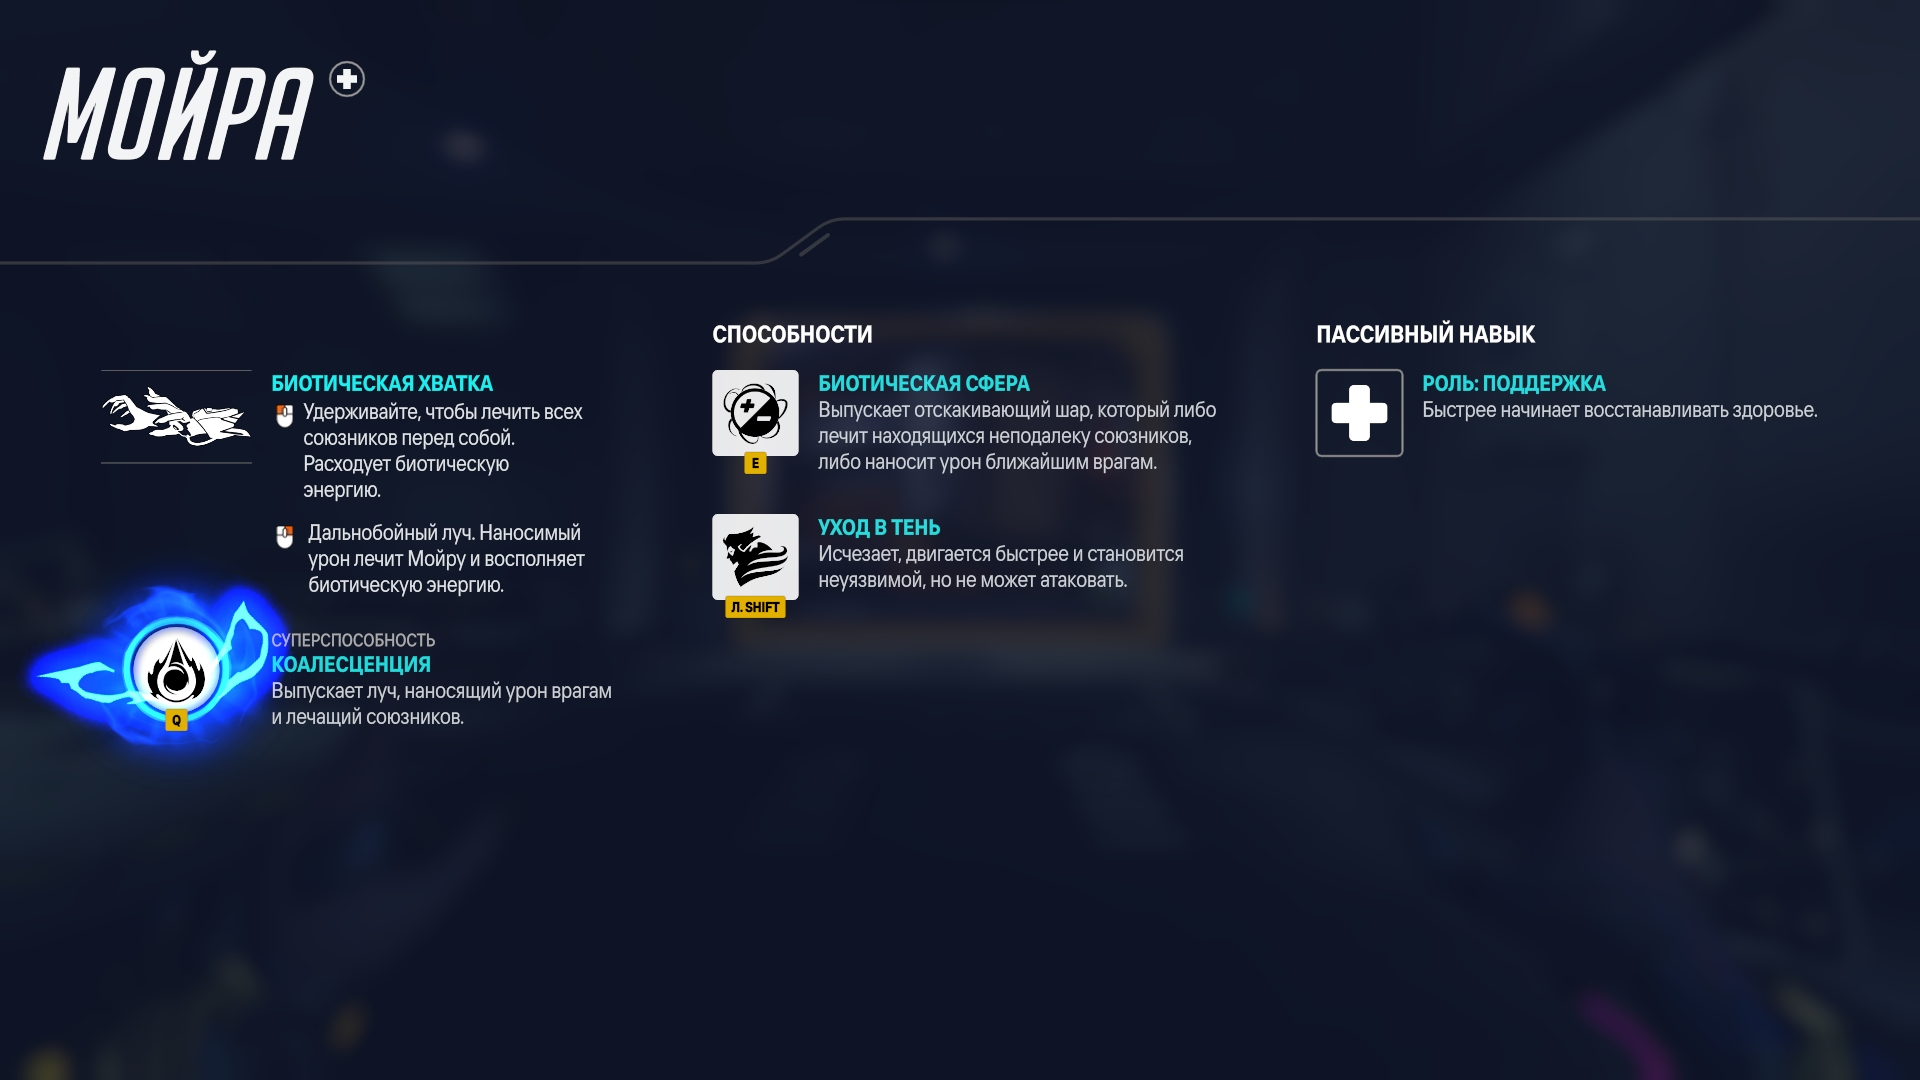 МОЙРА
БИОТИЧЕСКАЯ ХВАТКА
Удерживайте, чтобы лечить всех
союзников перед собой.
Расходует биотическую
энергию.
Дальнобойный луч. Наносимый
урон лечит Мойру и восполняет
биотическую энергию.
СУПЕРСПОСОБНОСТЬ
КОАЛЕСЦЕНЦИЯ
Выпускает луч, наносящий урон врагам
и лечащий союзников.
Q
СПОСОБНОСТИ
БИОТИЧЕСКАЯ СФЕРА
Выпускает отскакивающий шар, который либо
лечит находящихся неподалеку союзников,
либо наносит урон ближайшим врагам.
E
УХОД В ТЕНЬ
Исчезает, двигается быстрее и становится
неуязвимой, но не может атаковать.
Л. SHIFT
ПАССИВНЫЙ НАВЫК
РОЛЬ: ПОДДЕРЖКА
Быстрее начинает восстанавливать здоровье.